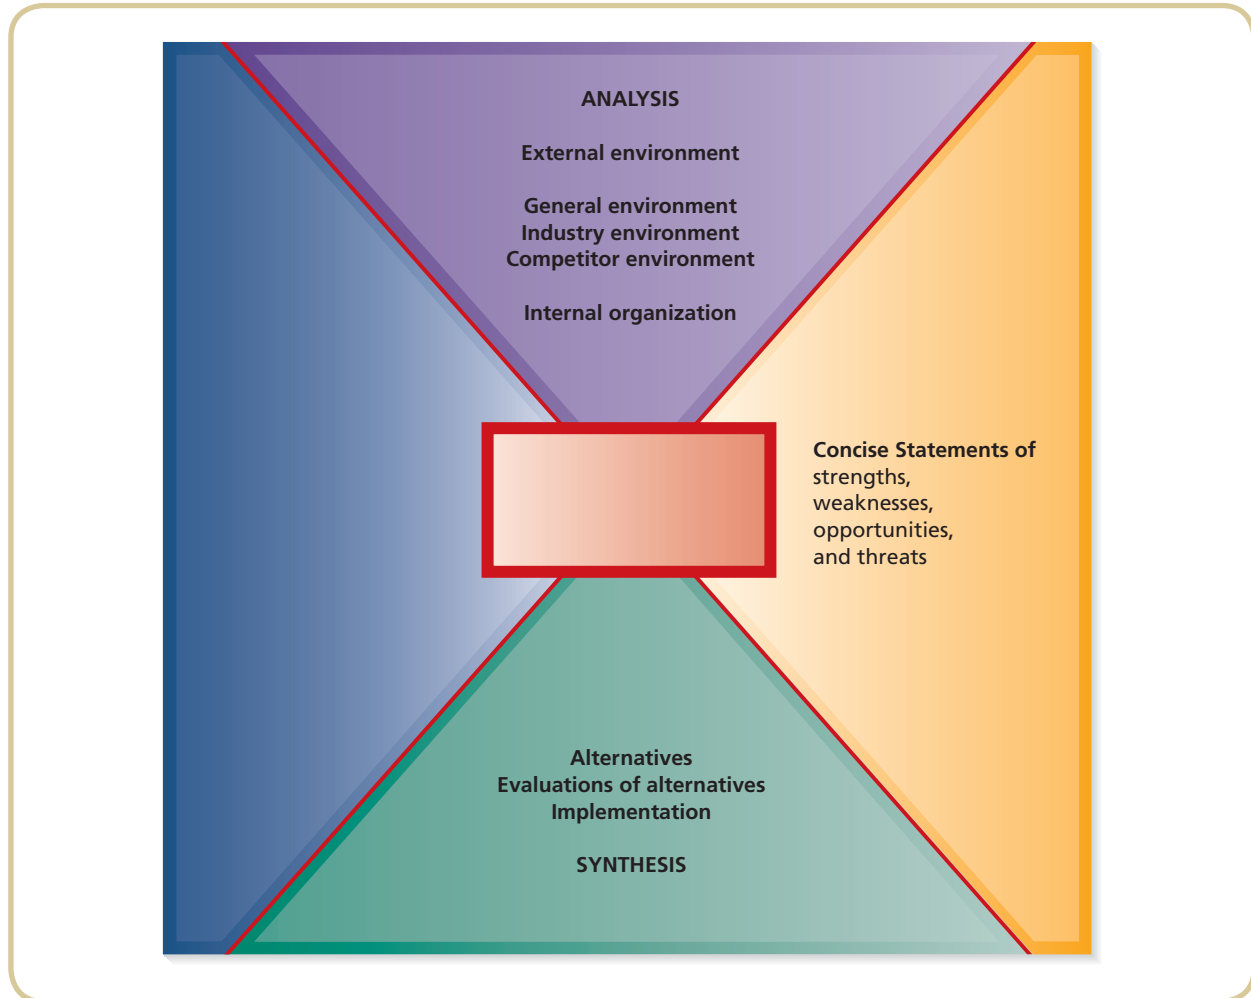 ANALYSIS
External environment
General environment
Industry environment
Competitor environment
Internal organization
Concise Statements of
strengths,
weaknesses,
opportunities,
and threats
Alternatives
Evaluations of alternatives
Implementation
SYNTHESIS